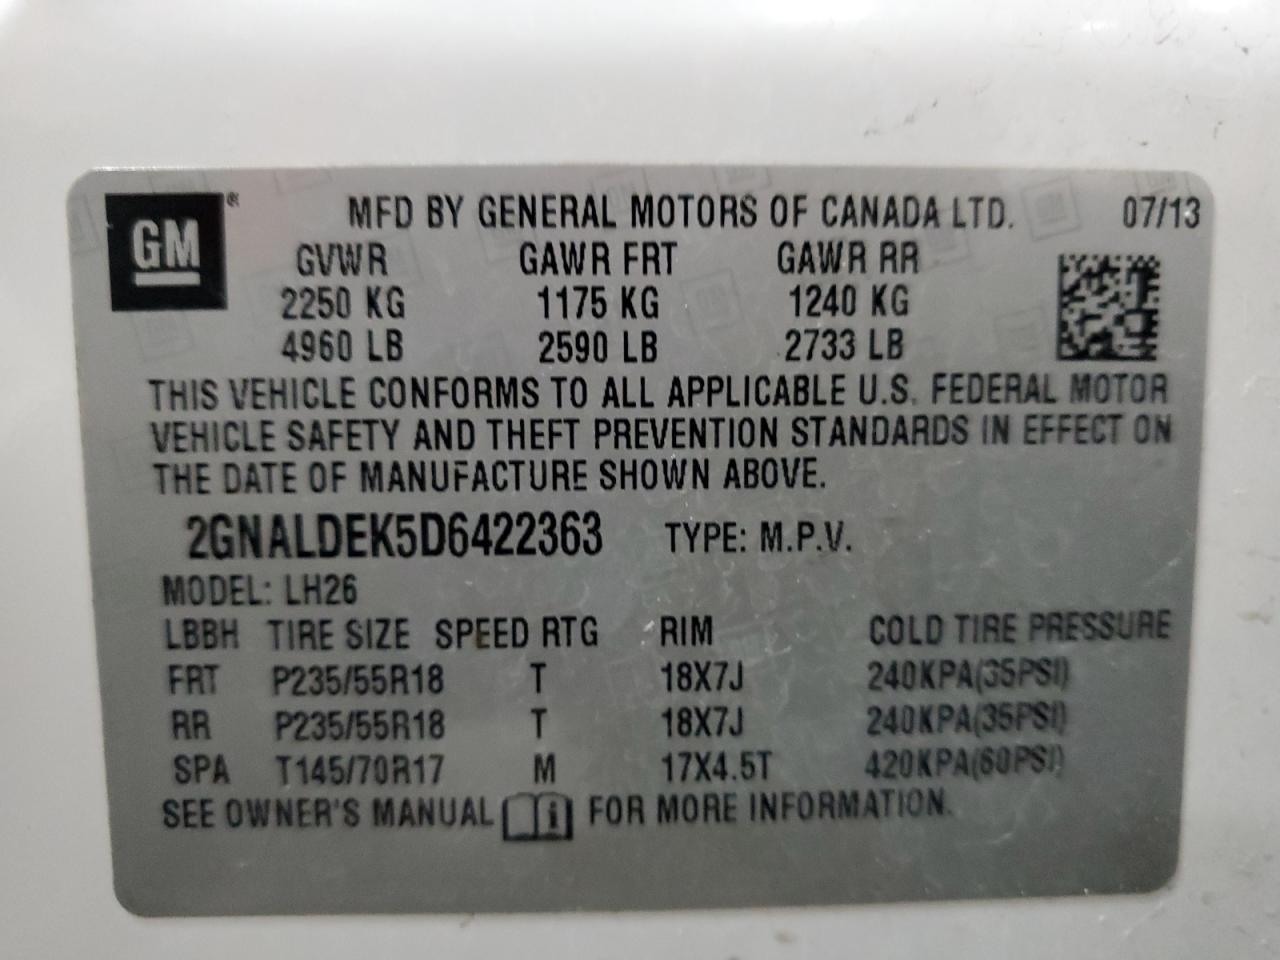 GM® MFD BY GENERAL MOTORS OF CANADA LTD. 07/13
GVWR GAWR FRT GAWR RR
2250 KG 1175 KG 1240 KG
4960 LB 2590 LB 2733 LB
THIS VEHICLE CONFORMS TO ALL APPLICABLE U.S. FEDERAL MOTOR
VEHICLE SAFETY AND THEFT PREVENTION STANDARDS IN EFFECT ON
THE DATE OF MANUFACTURE SHOWN ABOVE.
2GNALDEK5D6422363 TYPE: M.P.V.
MODEL: LH26
LBBH TIRE SIZE SPEED RTG RIM COLD TIRE PRESSURE
FRT P235/55R18 T 18X7J 240KPA(35PSI)
RR P235/55R18 T 18X7J 240KPA(35PSI)
SPA T145/70R17 M 17X4.5T 420KPA(60PSI)
SEE OWNER'S MANUAL i FOR MORE INFORMATION.